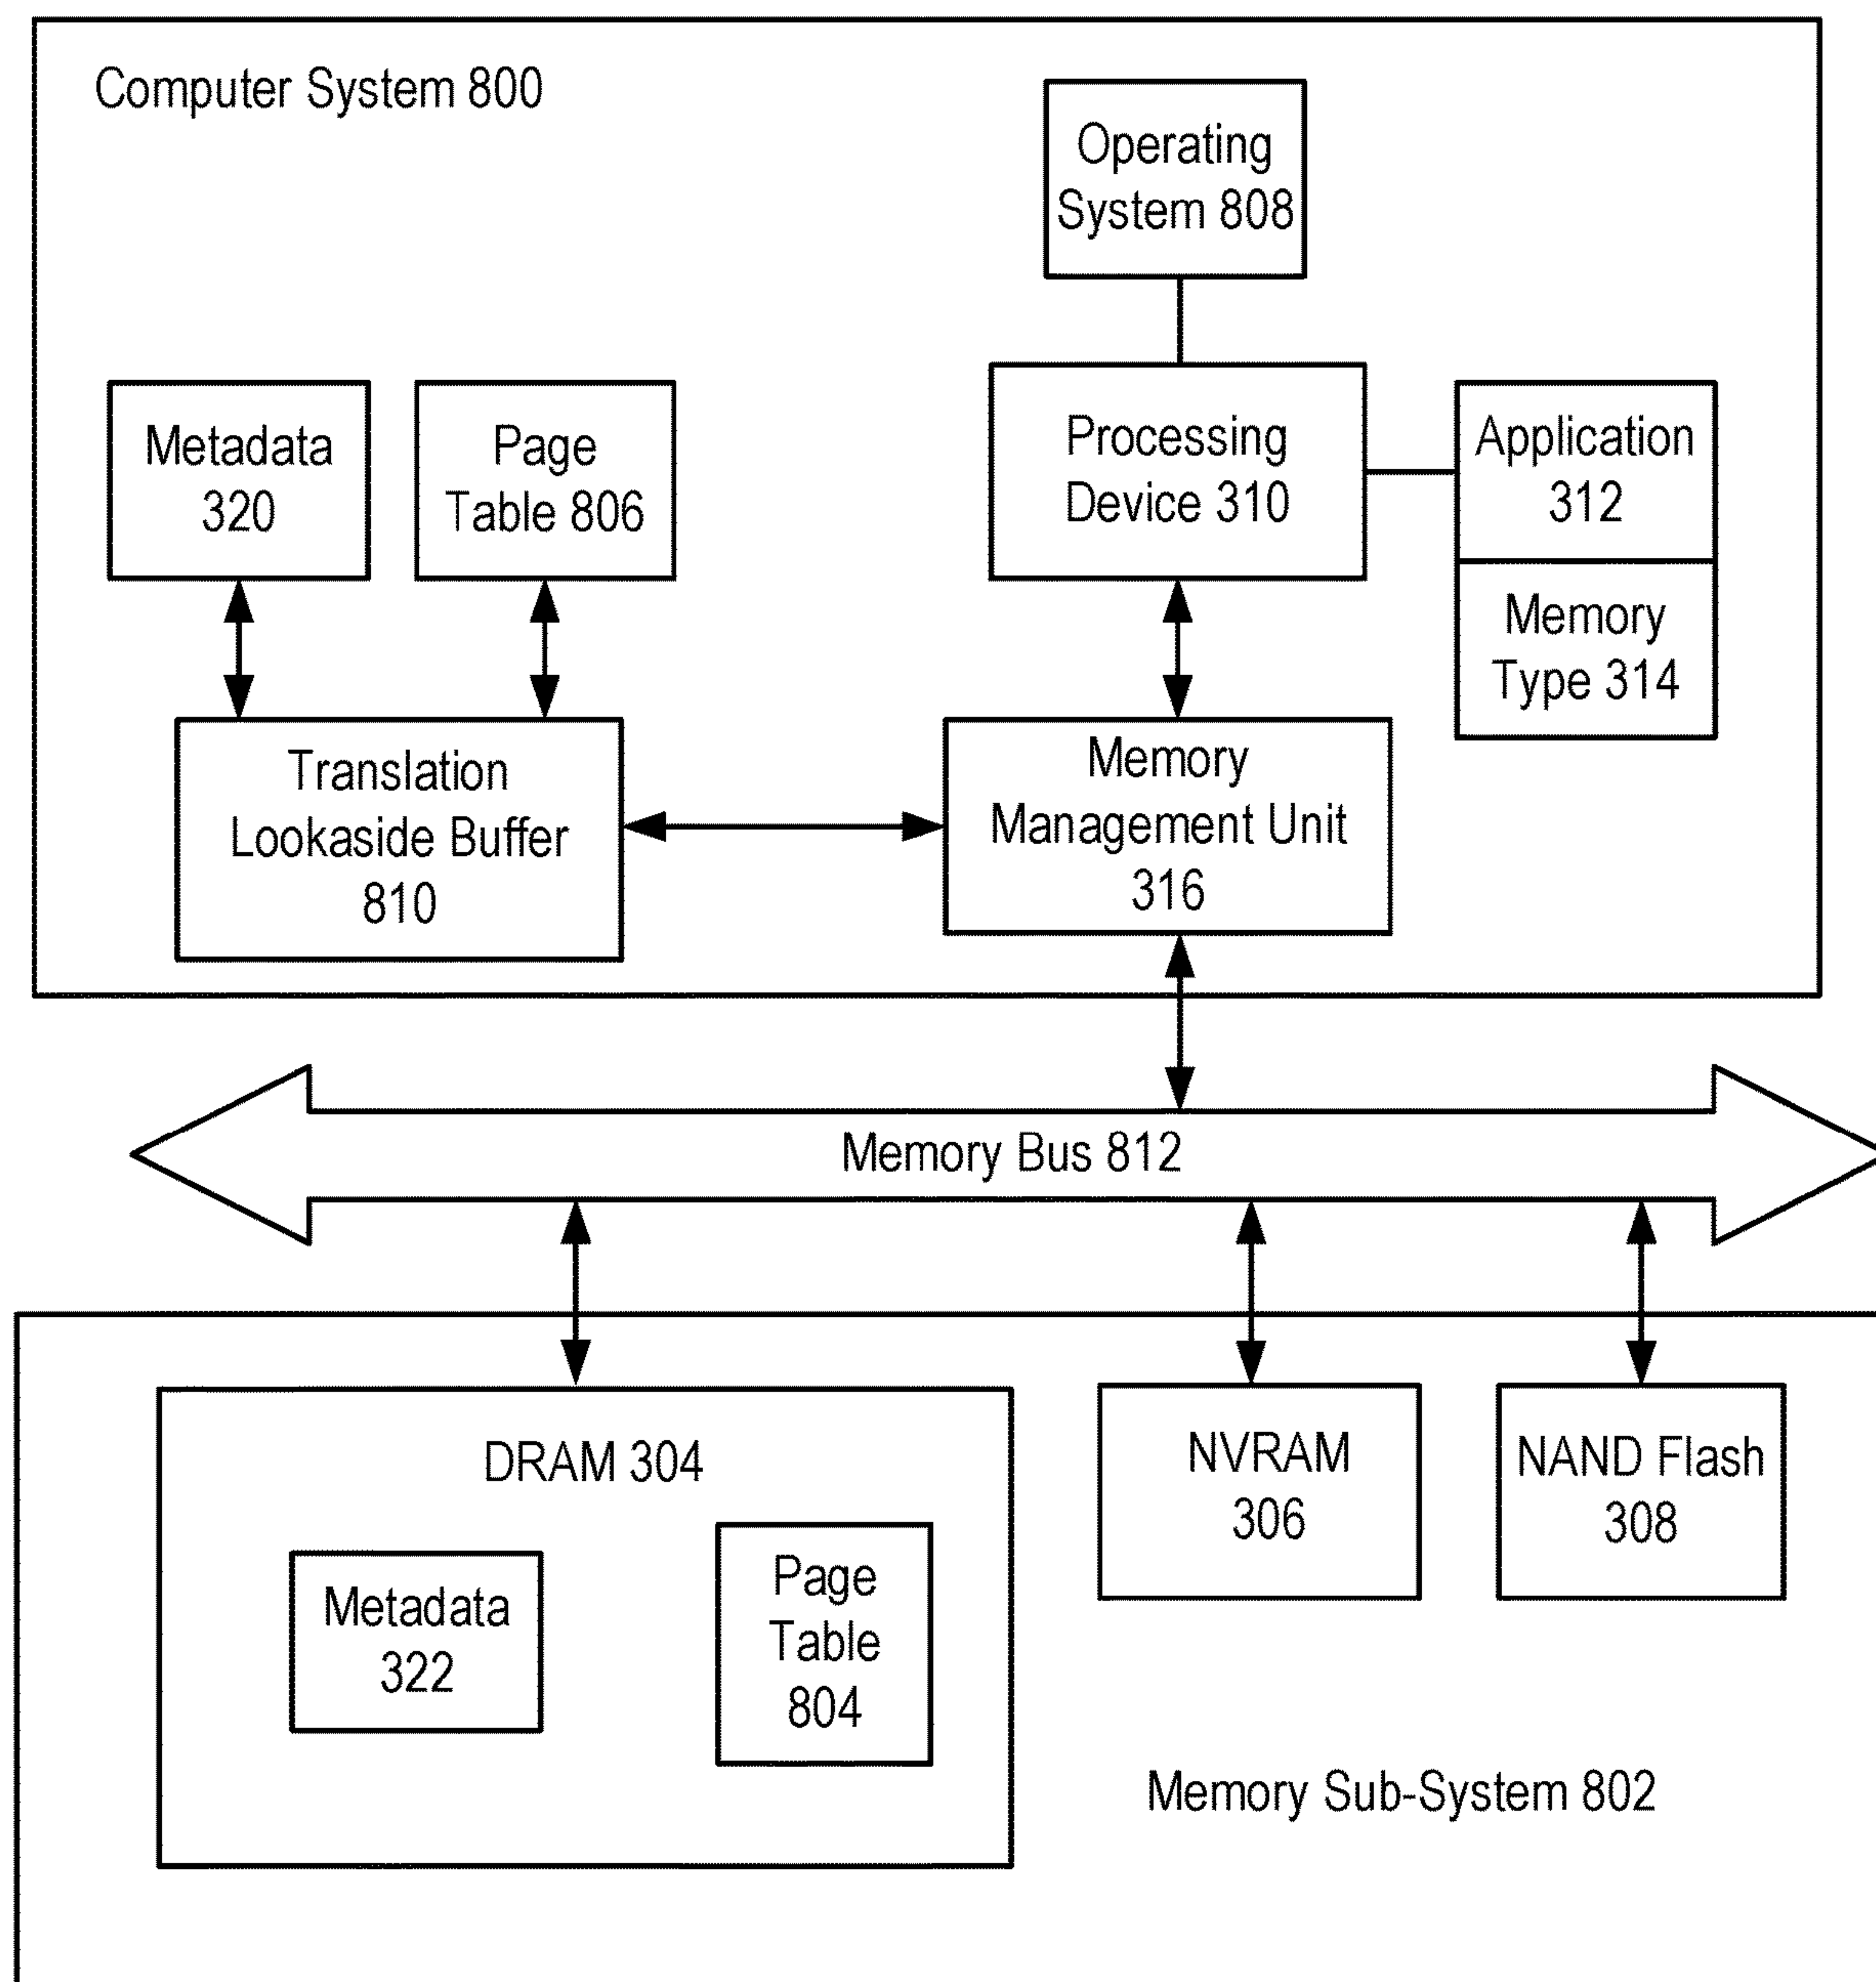 Computer System 800
Operating
System 808
Metadata
320
Page
Table 806
Processing
Device 310
Application
312
Memory
Type 314
Translation
Lookaside Buffer
810
Memory
Management Unit
316
Memory Bus 812
DRAM 304
Metadata
322
Page
Table
804
NVRAM
306
NAND Flash
308
Memory Sub-System 802